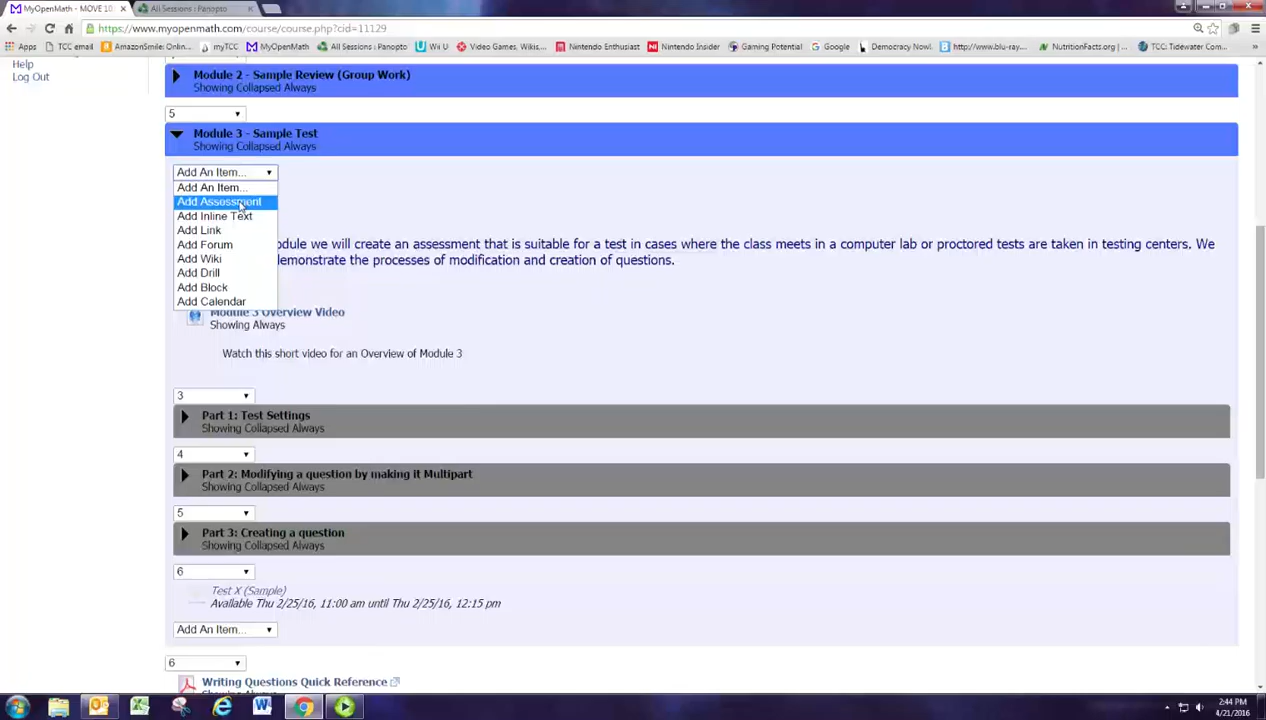 MyOpenMath - MOVE 10
All Sessions : Panopto
https://www.myopenmath.com/course/course.php?cid=11129
Apps TCC email AmazonSmile: Onlin... myTCC MyOpenMath All Sessions : Panopto Wii U Video Games, Wikis,... Nintendo Enthusiast Nintendo Insider Gaming Potential Google Democracy Now!. http://www.blu-ray... NutritionFacts.org |... TCC: Tidewater Com...
Help
Log Out
Module 2 - Sample Review (Group Work)
Showing Collapsed Always
5
Module 3 - Sample Test
Showing Collapsed Always
Add An Item...
Add An Item...
Add Assessment
Add Inline Text
Add Link
Add Forum
Add Wiki
Add Drill
Add Block
Add Calendar
odule we will create an assessment that is suitable for a test in cases where the class meets in a computer lab or proctored tests are taken in testing centers. We
demonstrate the processes of modification and creation of questions.
Module 3 Overview Video
Showing Always
Watch this short video for an Overview of Module 3
3
Part 1: Test Settings
Showing Collapsed Always
4
Part 2: Modifying a question by making it Multipart
Showing Collapsed Always
5
Part 3: Creating a question
Showing Collapsed Always
6
Test X (Sample)
Available Thu 2/25/16, 11:00 am until Thu 2/25/16, 12:15 pm
Add An Item...
6
Writing Questions Quick Reference
2:44 PM
4/21/2016